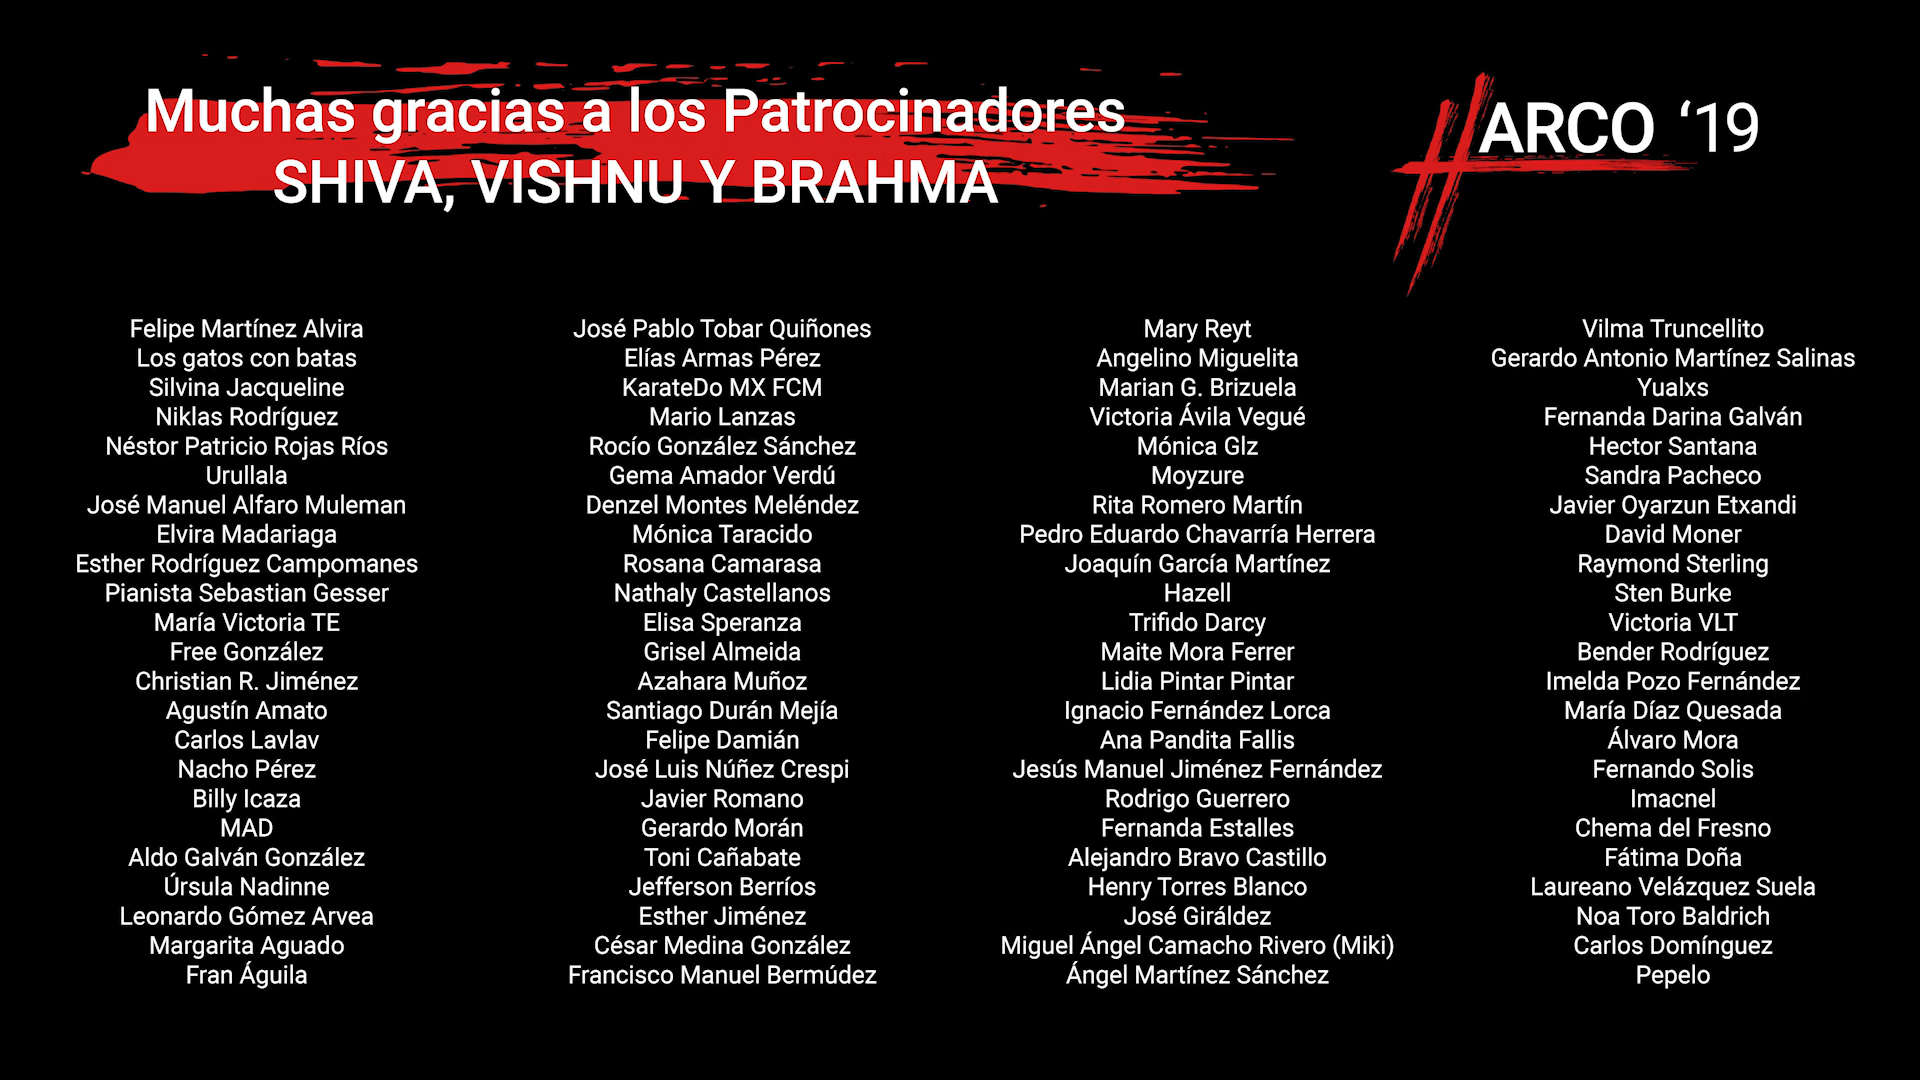 Muchas gracias a los Patrocinadores
SHIVA, VISHNU Y BRAHMA
#ARCO ‘19
Felipe Martínez Alvira
Los gatos con batas
Silvina Jacqueline
Niklas Rodríguez
Néstor Patricio Rojas Ríos
Urullala
José Manuel Alfaro Muleman
Elvira Madariaga
Esther Rodríguez Campomanes
Pianista Sebastian Gesser
María Victoria TE
Free González
Christian R. Jiménez
Agustín Amato
Carlos Lavlav
Nacho Pérez
Billy Icaza
MAD
Aldo Galván González
Úrsula Nadinne
Leonardo Gómez Arvea
Margarita Aguado
Fran Águila
José Pablo Tobar Quiñones
Elías Armas Pérez
KarateDo MX FCM
Mario Lanzas
Rocío González Sánchez
Gema Amador Verdú
Denzel Montes Meléndez
Mónica Taracido
Rosana Camarasa
Nathaly Castellanos
Elisa Speranza
Grisel Almeida
Azahara Muñoz
Santiago Durán Mejía
Felipe Damián
José Luis Núñez Crespi
Javier Romano
Gerardo Morán
Toni Cañabate
Jefferson Berríos
Esther Jiménez
César Medina González
Francisco Manuel Bermúdez
Mary Reyt
Angelino Miguelita
Marian G. Brizuela
Victoria Ávila Vegué
Mónica Glz
Moyzure
Rita Romero Martín
Pedro Eduardo Chavarría Herrera
Joaquín García Martínez
Hazell
Trifido Darcy
Maite Mora Ferrer
Lidia Pintar Pintar
Ignacio Fernández Lorca
Ana Pandita Fallis
Jesús Manuel Jiménez Fernández
Rodrigo Guerrero
Fernanda Estalles
Alejandro Bravo Castillo
Henry Torres Blanco
José Giráldez
Miguel Ángel Camacho Rivero (Miki)
Ángel Martínez Sánchez
Vilma Truncellito
Gerardo Antonio Martínez Salinas
Yualxs
Fernanda Darina Galván
Hector Santana
Sandra Pacheco
Javier Oyarzun Etxandi
David Moner
Raymond Sterling
Sten Burke
Victoria VLT
Bender Rodríguez
Imelda Pozo Fernández
María Díaz Quesada
Álvaro Mora
Fernando Solis
Imacnel
Chema del Fresno
Fátima Doña
Laureano Velázquez Suela
Noa Toro Baldrich
Carlos Domínguez
Pepelo